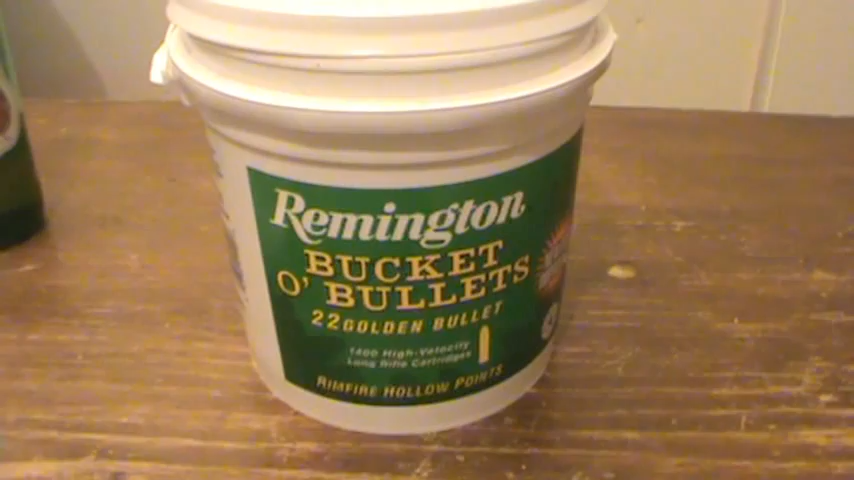 Remington
BUCKET
O' BULLETS
22 GOLDEN BULLET
1400 High-Velocity
Long Rifle Cartridges
RIMFIRE HOLLOW POINTS